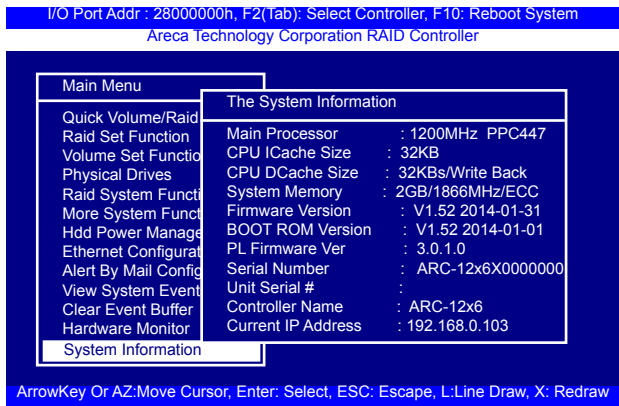 I/O Port Addr : 28000000h, F2(Tab): Select Controller, F10: Reboot System
Areca Technology Corporation RAID Controller
Main Menu
Quick Volume/Raid
Raid Set Function
Volume Set Functio
Physical Drives
Raid System Functi
More System Funct
Hdd Power Manage
Ethernet Configurat
Alert By Mail Config
View System Event
Clear Event Buffer
Hardware Monitor
System Information
The System Information
Main Processor : 1200MHz PPC447
CPU ICache Size : 32KB
CPU DCache Size : 32KBs/Write Back
System Memory : 2GB/1866MHz/ECC
Firmware Version : V1.52 2014-01-31
BOOT ROM Version : V1.52 2014-01-01
PL Firmware Ver : 3.0.1.0
Serial Number : ARC-12x6X0000000
Unit Serial # :
Controller Name : ARC-12x6
Current IP Address : 192.168.0.103
ArrowKey Or AZ:Move Cursor, Enter: Select, ESC: Escape, L:Line Draw, X: Redraw